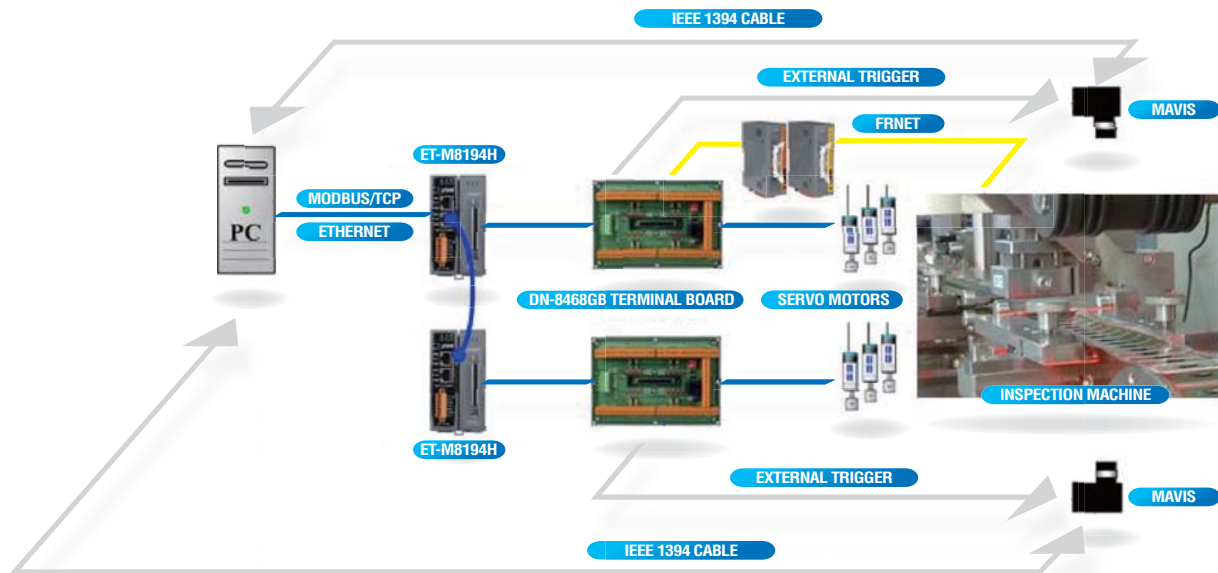 IEEE 1394 CABLE
EXTERNAL TRIGGER
MAVIS
FRNET
ET-M8194H
MODBUS/TCP
PC
ETHERNET
DN-8468GB TERMINAL BOARD
SERVO MOTORS
INSPECTION MACHINE
ET-M8194H
EXTERNAL TRIGGER
MAVIS
IEEE 1394 CABLE